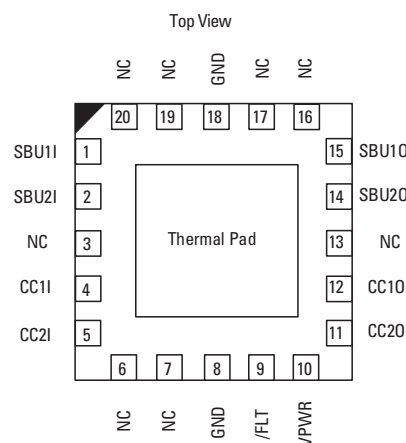 Top View
NC NC GND NC NC
20 19 18 17 16
SBU1I 1 15 SBU1O
SBU2I 2 14 SBU2O
NC 3 Thermal Pad 13 NC
CC1I 4 12 CC1O
CC2I 5 11 CC2O
6 7 8 9 10
NC NC GND /FLT VPWR